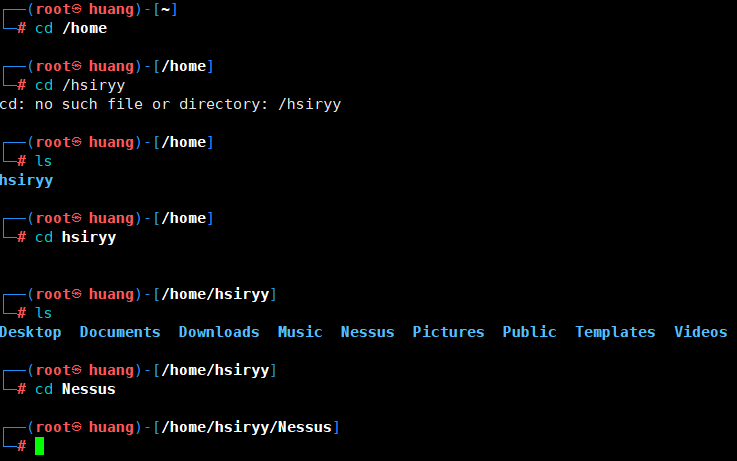 ┌──(root㉿ huang)-[~]
└─# cd /home
┌──(root㉿ huang)-[/home]
└─# cd /hsiryy
cd: no such file or directory: /hsiryy
┌──(root㉿ huang)-[/home]
└─# ls
hsiryy
┌──(root㉿ huang)-[/home]
└─# cd hsiryy
┌──(root㉿ huang)-[/home/hsiryy]
└─# ls
Desktop  Documents  Downloads  Music  Nessus  Pictures  Public  Templates  Videos
┌──(root㉿ huang)-[/home/hsiryy]
└─# cd Nessus
┌──(root㉿ huang)-[/home/hsiryy/Nessus]
└─#